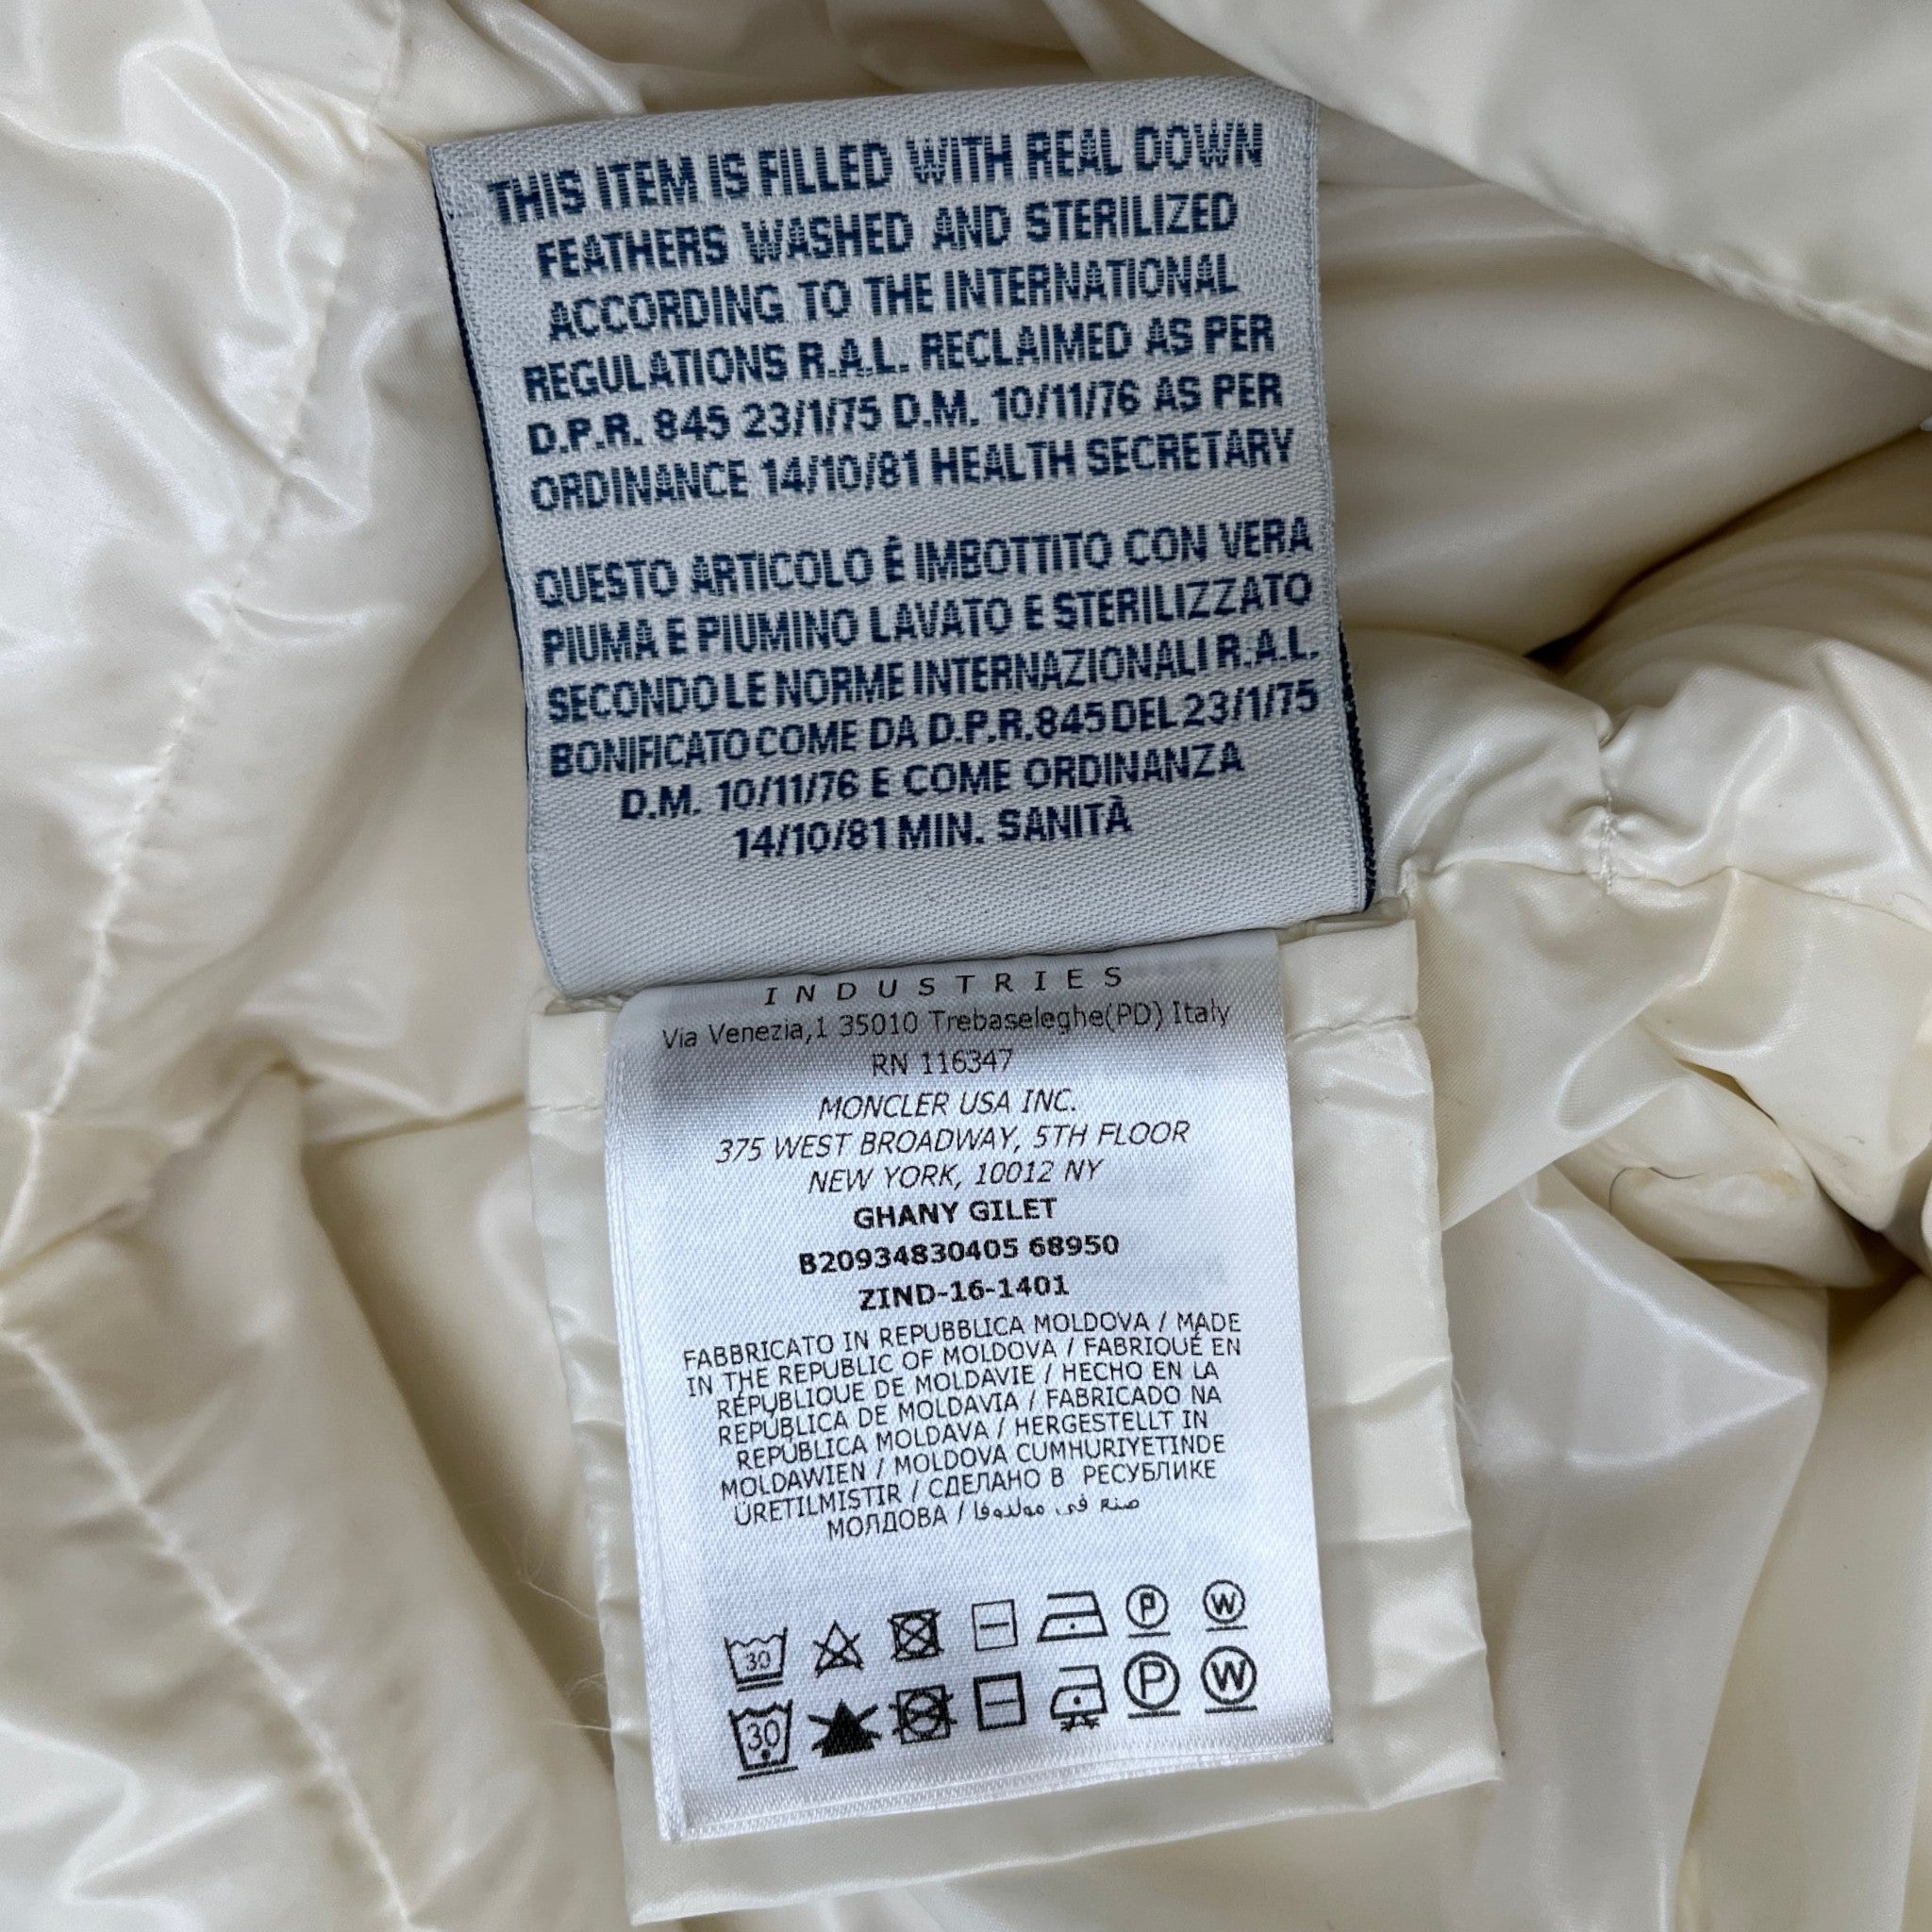 THIS ITEM IS FILLED WITH REAL DOWN
FEATHERS WASHED AND STERILIZED
ACCORDING TO THE INTERNATIONAL
REGULATIONS R.A.L. RECLAIMED AS PER
D.P.R. 845 23/1/75 D.M. 10/11/76 AS PER
ORDINANCE 14/10/81 HEALTH SECRETARY
QUESTO ARTICOLO È IMBOTTITO CON VERA
PIUMA E PIUMINO LAVATO E STERILIZZATO
SECONDO LE NORME INTERNAZIONALI R.A.L.
BONIFICATO COME DA D.P.R.845 DEL 23/1/75
D.M. 10/11/76 E COME ORDINANZA
14/10/81 MIN. SANITÀ
INDUSTRIES
Via Venezia,1 35010 Trebaseleghe(PD) Italy
RN 116347
MONCLER USA INC.
375 WEST BROADWAY, 5TH FLOOR
NEW YORK, 10012 NY
GHANY GILET
B20934830405 68950
ZIND-16-1401
FABBRICATO IN REPUBBLICA MOLDOVA / MADE
IN THE REPUBLIC OF MOLDOVA / FABRIQUÉ EN
RÉPUBLIQUE DE MOLDAVIE / HECHO EN LA
REPÚBLICA DE MOLDAVIA / FABRICADO NA
REPÚBLICA MOLDAVA / HERGESTELLT IN
MOLDAWIEN / MOLDOVA CUMHURIYETINDE
ÜRETILMISTIR / СДЕЛАНО В РЕСУБЛИКЕ
МОЛДОВА / صنع في مولدوفا
30 P W
30 P W